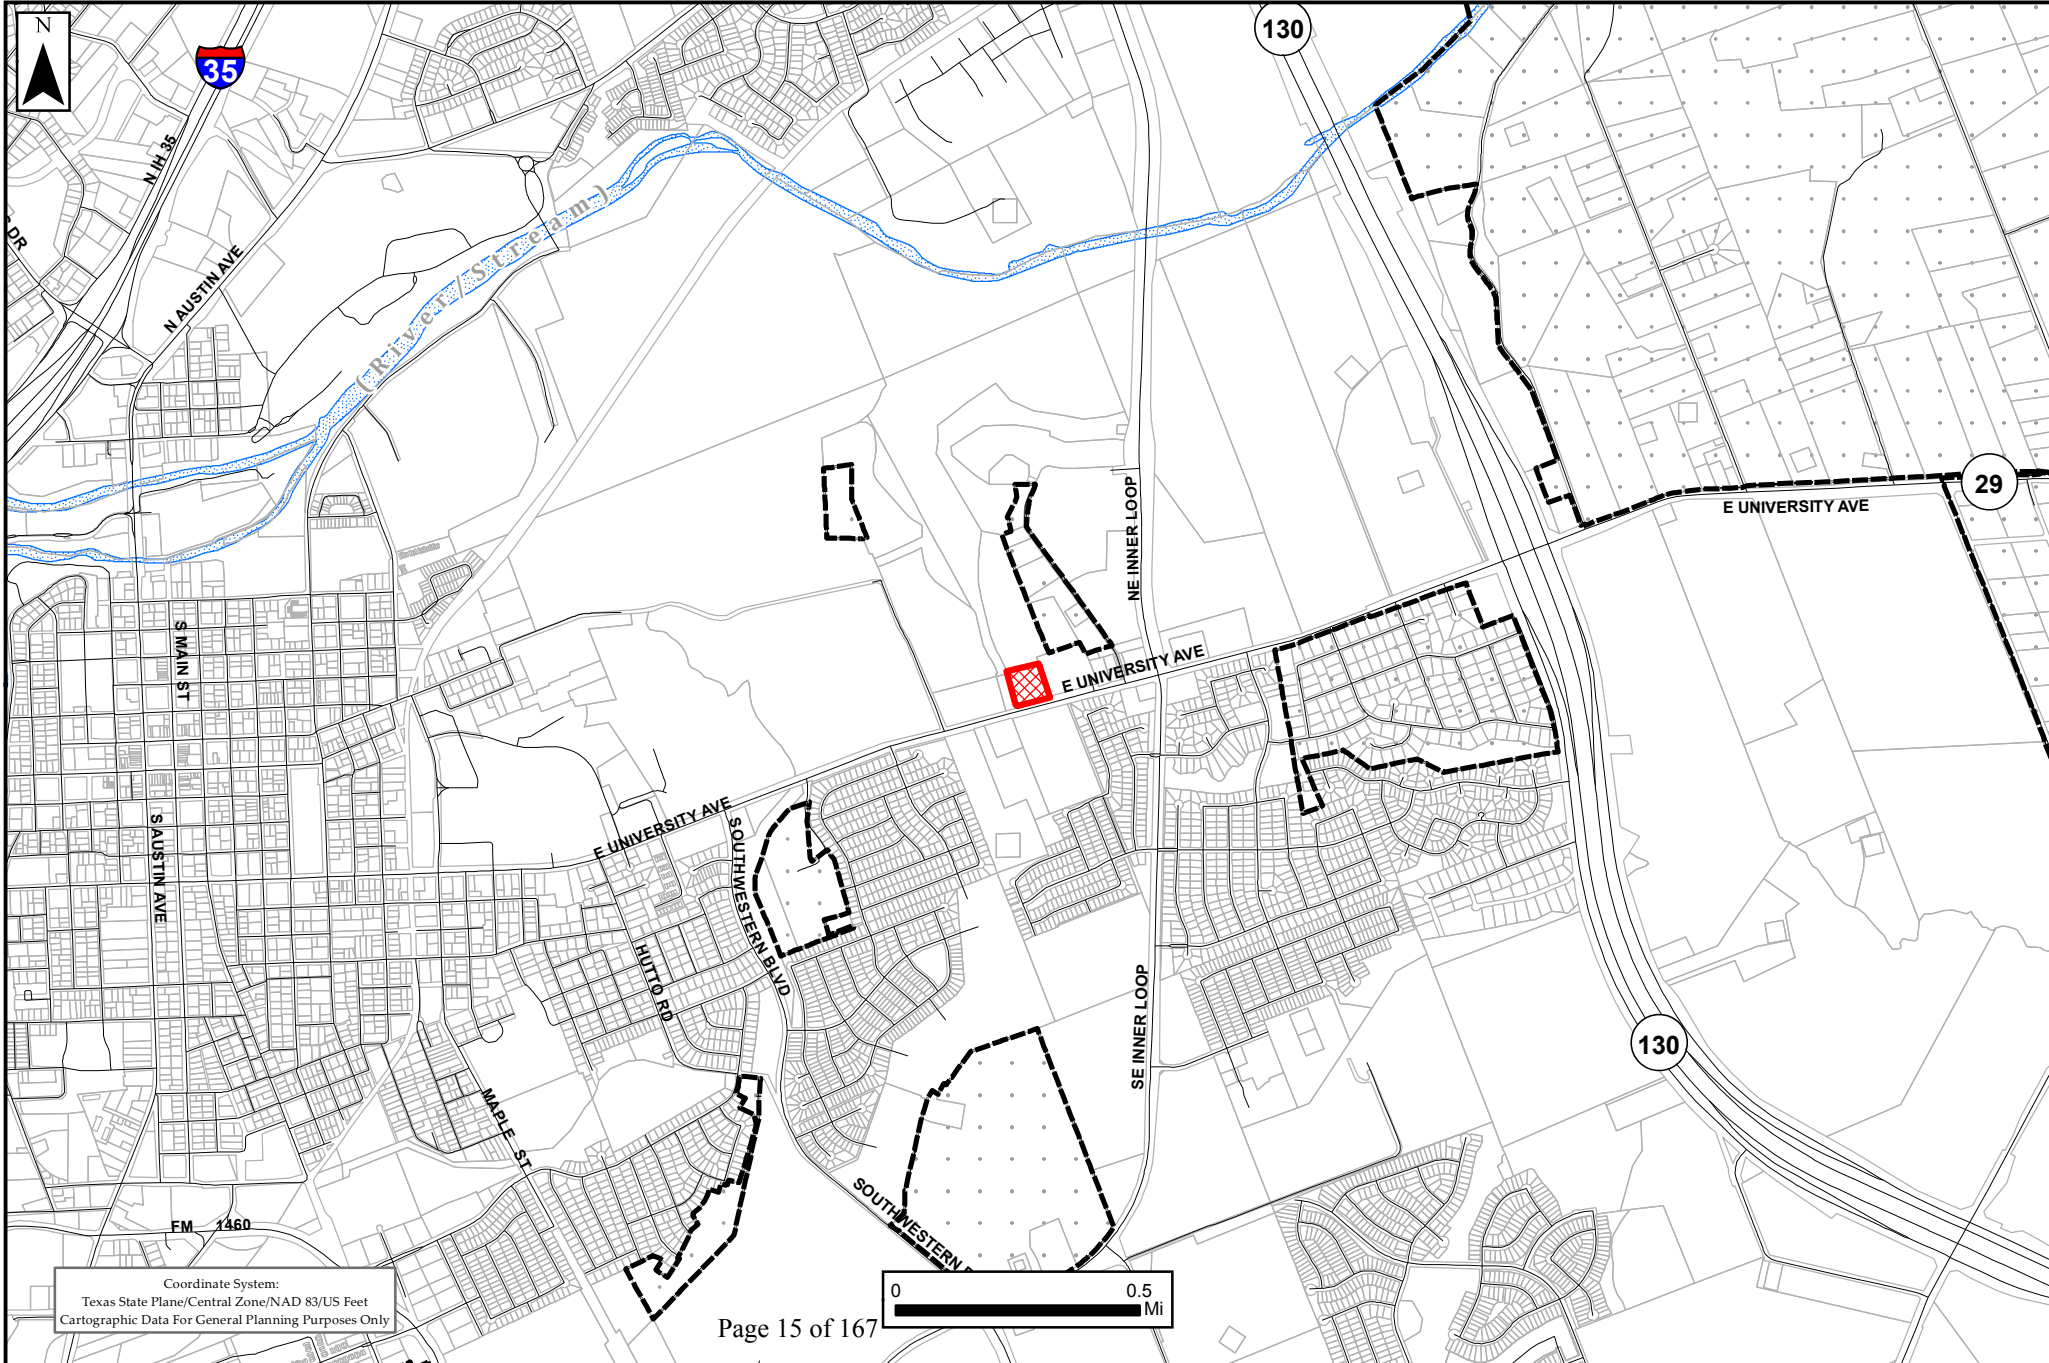 N
35
130
N IH 35
DR
N AUSTIN AVE
(River/Stream)
29
E UNIVERSITY AVE
NE INNER LOOP
S MAIN ST
E UNIVERSITY AVE
E UNIVERSITY AVE
SOUTHWESTERN BLVD
S AUSTIN AVE
HUTTO RD
SE INNER LOOP
130
MAPLE ST
SOUTHWESTERN
FM 1460
Coordinate System:
Texas State Plane/Central Zone/NAD 83/US Feet
Cartographic Data For General Planning Purposes Only
0 0.5
Mi
Page 15 of 167